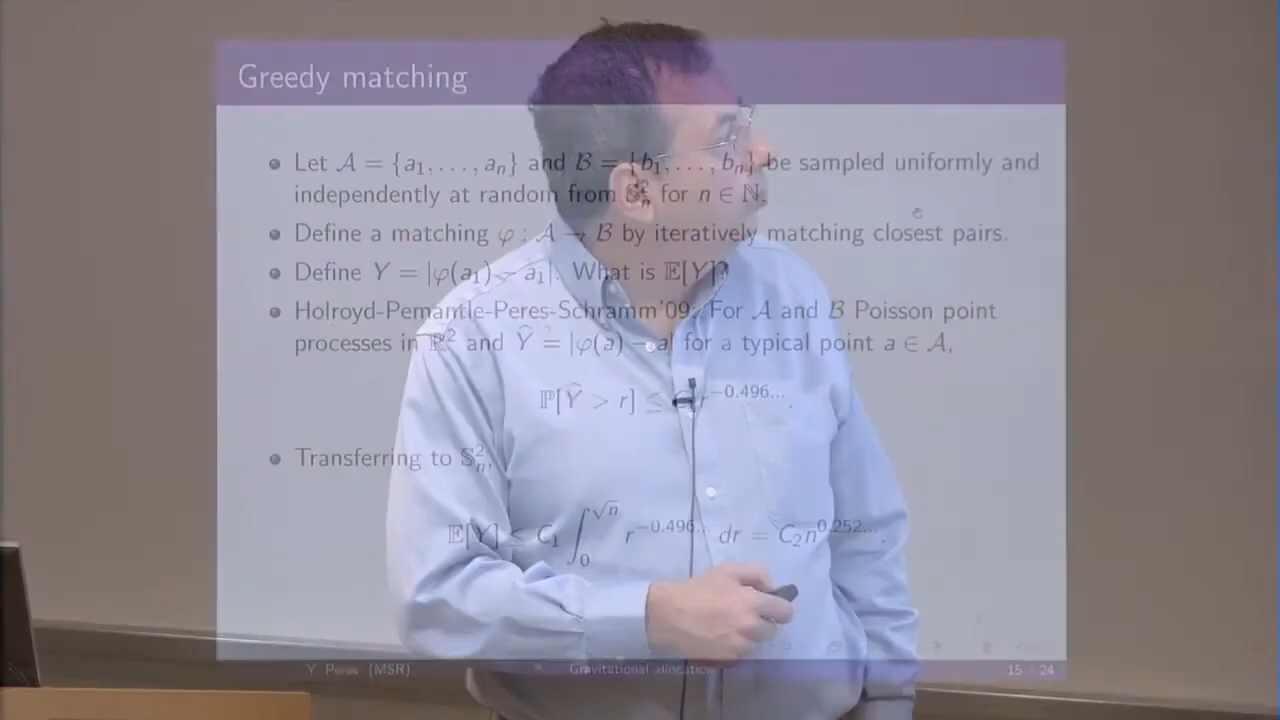 Greedy matching
Let 𝒜 = {a₁, . . . , aₙ} and ℬ = {b₁, . . . , bₙ} be sampled uniformly and
independently at random from 𝕊²ₙ for n ∈ ℕ.
Define a matching φ : 𝒜 → ℬ by iteratively matching closest pairs.
Define Y = |φ(a₁) − a₁|. What is 𝔼[Y]?
Holroyd-Pemantle-Peres-Schramm'09: For 𝒜 and ℬ Poisson point
processes in ℝ² and Ŷ = |φ(a) − a| for a typical point a ∈ 𝒜,
ℙ[Ŷ > r] ≤ r^{−0.496...}.
Transferring to 𝕊²ₙ,
𝔼[Y] ≤ C₁ ∫₀^{√n} r^{−0.496...} dr = C₂n^{0.252...}.
Y. Peres (MSR) Gravitational allocation 15 / 24